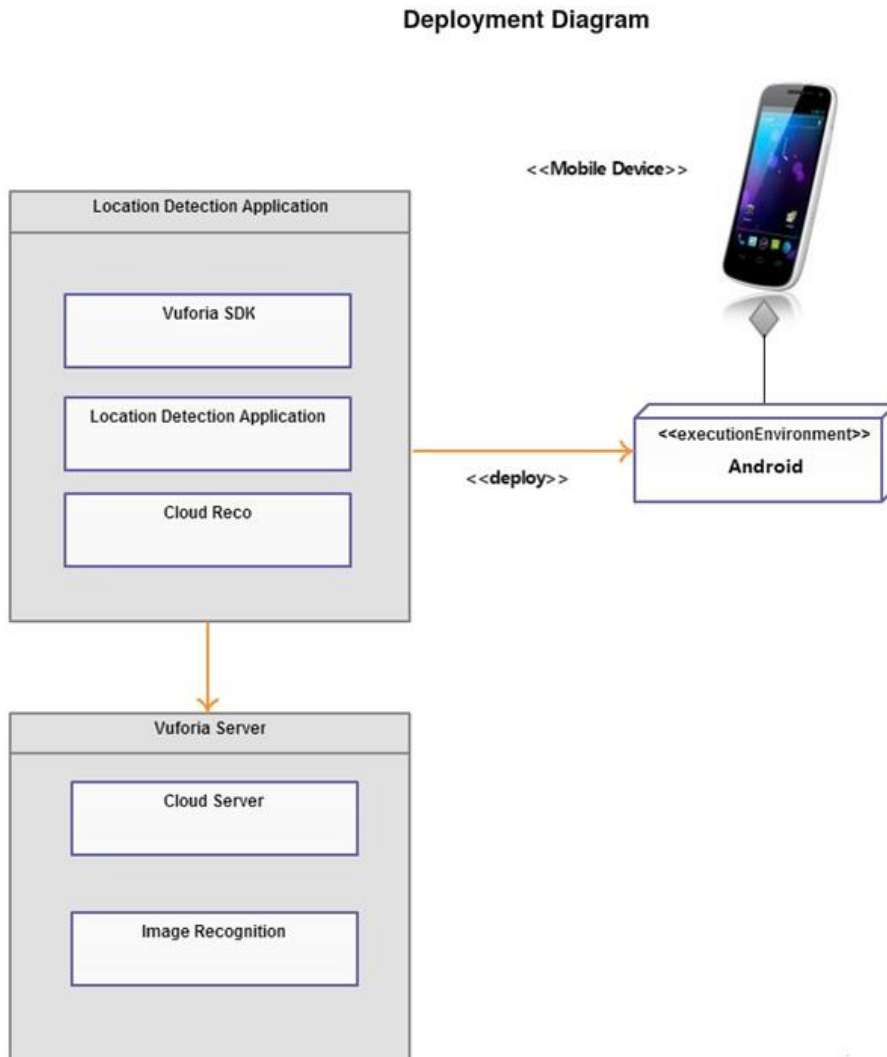 Deployment Diagram
<<Mobile Device>>
Location Detection Application
Vuforia SDK
Location Detection Application
Cloud Reco
<<deploy>>
<<executionEnvironment>>
Android
Vuforia Server
Cloud Server
Image Recognition